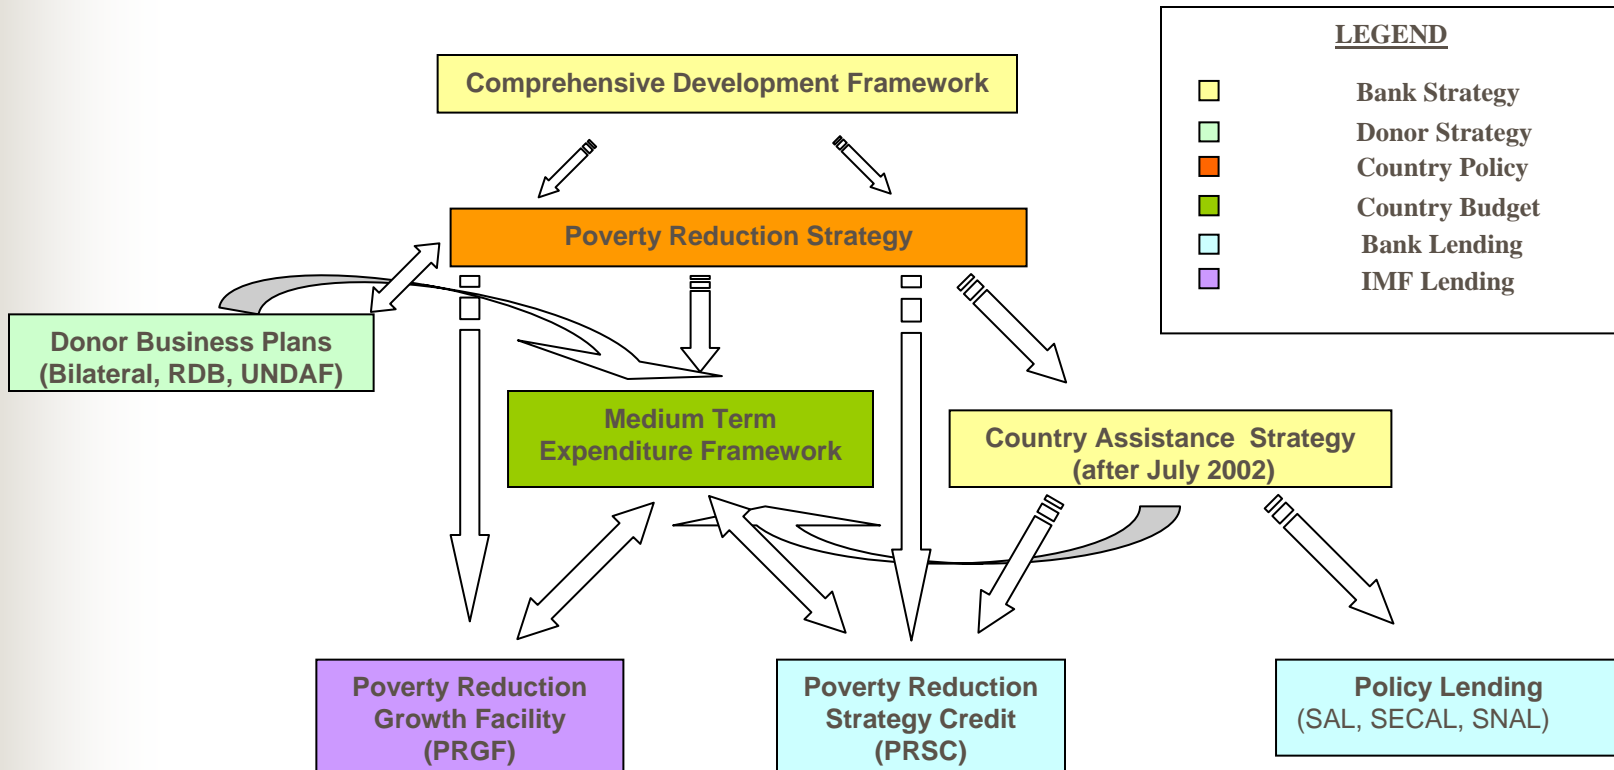 LEGEND
Bank Strategy
Donor Strategy
Country Policy
Country Budget
Bank Lending
IMF Lending
Comprehensive Development Framework
Poverty Reduction Strategy
Donor Business Plans
(Bilateral, RDB, UNDAF)
Medium Term
Expenditure Framework
Country Assistance Strategy
(after July 2002)
Poverty Reduction
Growth Facility
(PRGF)
Poverty Reduction
Strategy Credit
(PRSC)
Policy Lending
(SAL, SECAL, SNAL)